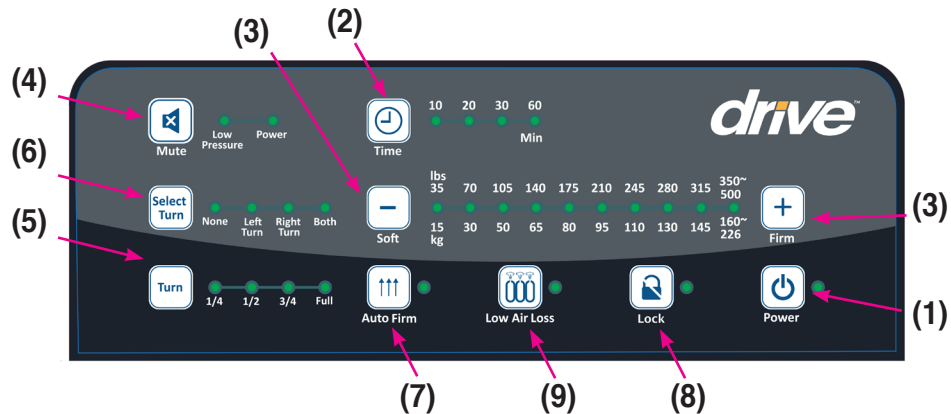 (3)
(2)
(4)
10 20 30 60
Min
drive™
Low Pressure
Power
Mute
Time
(6)
lbs
35 70 105 140 175 210 245 280 315 350~500
Select Turn
−
+
(3)
None
Left Turn
Right Turn
Both
15 30 50 65 80 95 110 130 145 160~226
kg
Soft
Firm
(5)
Turn
1/4 1/2 3/4 Full
Auto Firm
Low Air Loss
Lock
Power
(1)
(7)
(9)
(8)